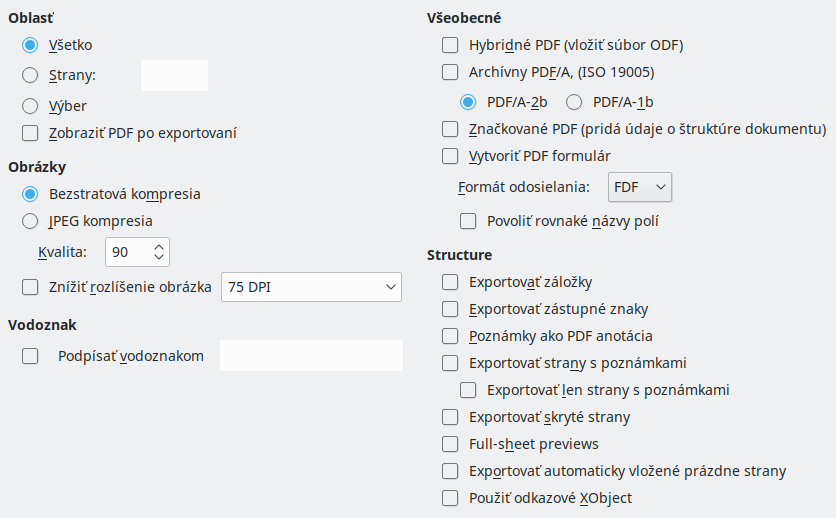 Oblasť
Všetko
Strany:
Výber
Zobraziť PDF po exportovaní
Obrázky
Bezstratová kompresia
JPEG kompresia
Kvalita: 90
Znížiť rozlíšenie obrázka 75 DPI
Vodoznak
Podpísať vodoznakom
Všeobecné
Hybridné PDF (vložiť súbor ODF)
Archívny PDF/A, (ISO 19005)
PDF/A-2b PDF/A-1b
Značkované PDF (pridá údaje o štruktúre dokumentu)
Vytvoriť PDF formulár
Formát odosielania: FDF
Povoliť rovnaké názvy polí
Structure
Exportovať záložky
Exportovať zástupné znaky
Poznámky ako PDF anotácia
Exportovať strany s poznámkami
Exportovať len strany s poznámkami
Exportovať skryté strany
Full-sheet previews
Exportovať automaticky vložené prázdne strany
Použiť odkazové XObject